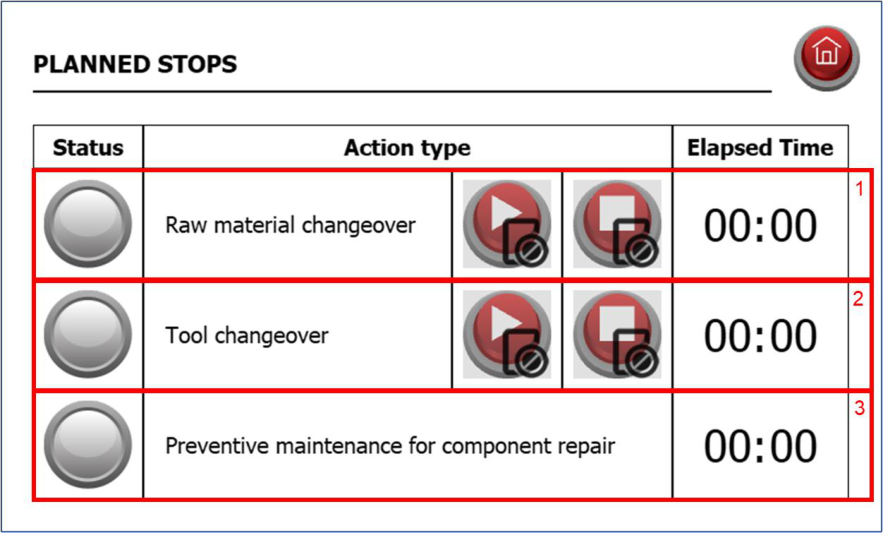 PLANNED STOPS
Status Action type Elapsed Time
Raw material changeover 00:00 1
Tool changeover 00:00 2
Preventive maintenance for component repair 00:00 3